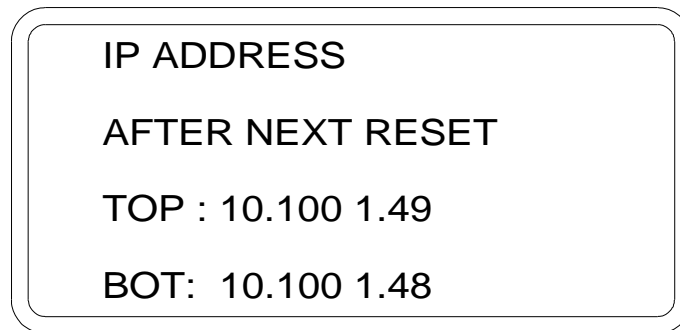 IP ADDRESS
AFTER NEXT RESET
TOP : 10.100 1.49
BOT: 10.100 1.48